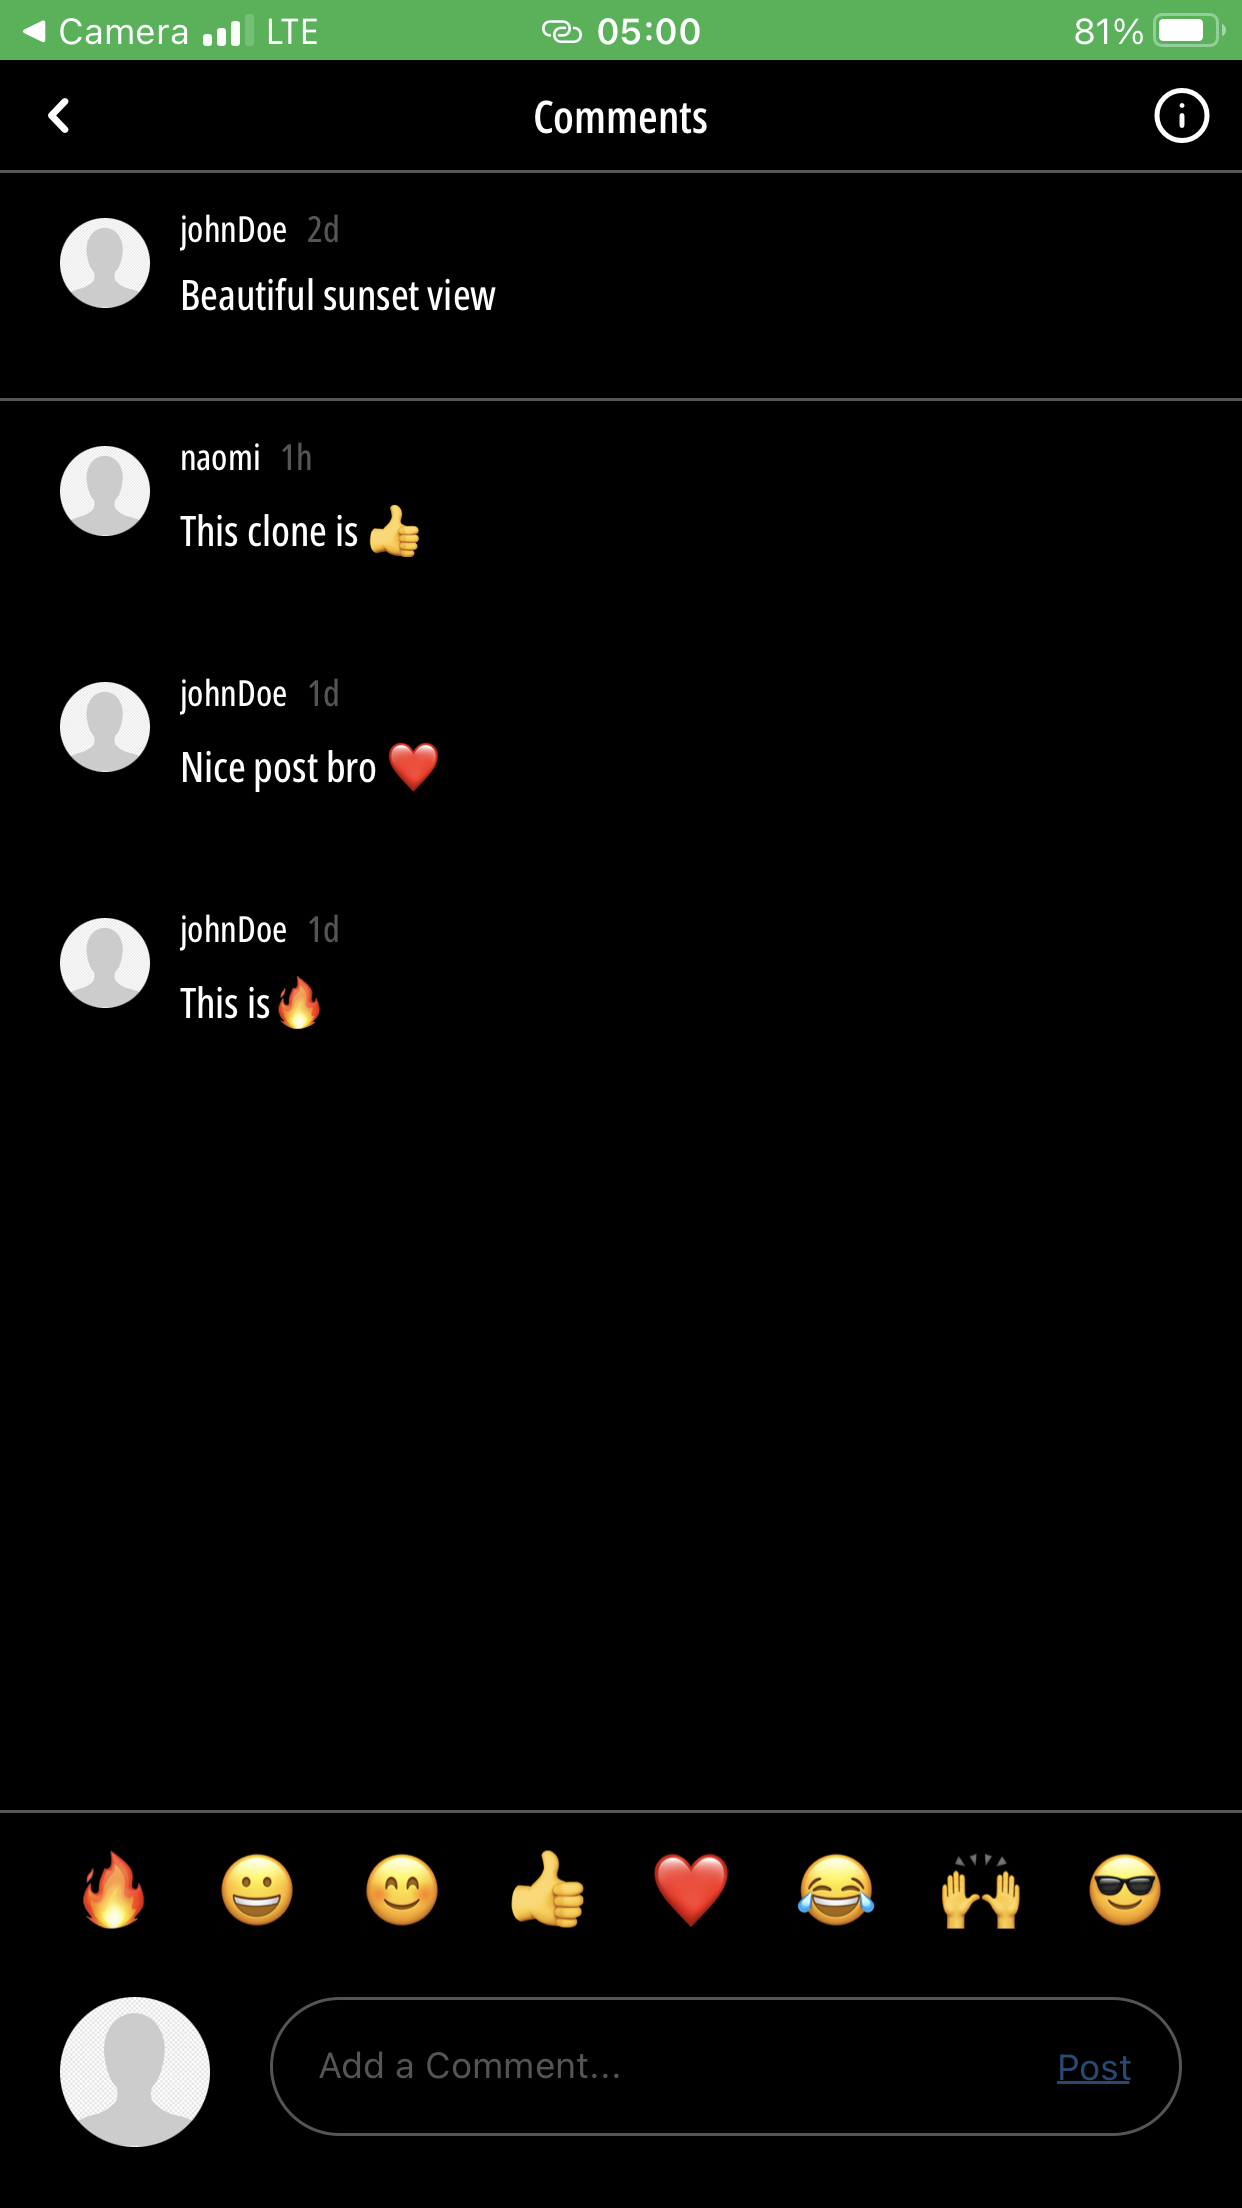 Camera LTE 05:00 81%
Comments
johnDoe 2d
Beautiful sunset view
naomi 1h
This clone is 👍
johnDoe 1d
Nice post bro ❤️
johnDoe 1d
This is🔥
🔥 😀 😊 👍 ❤️ 😂 🙌 😎
Add a Comment... Post